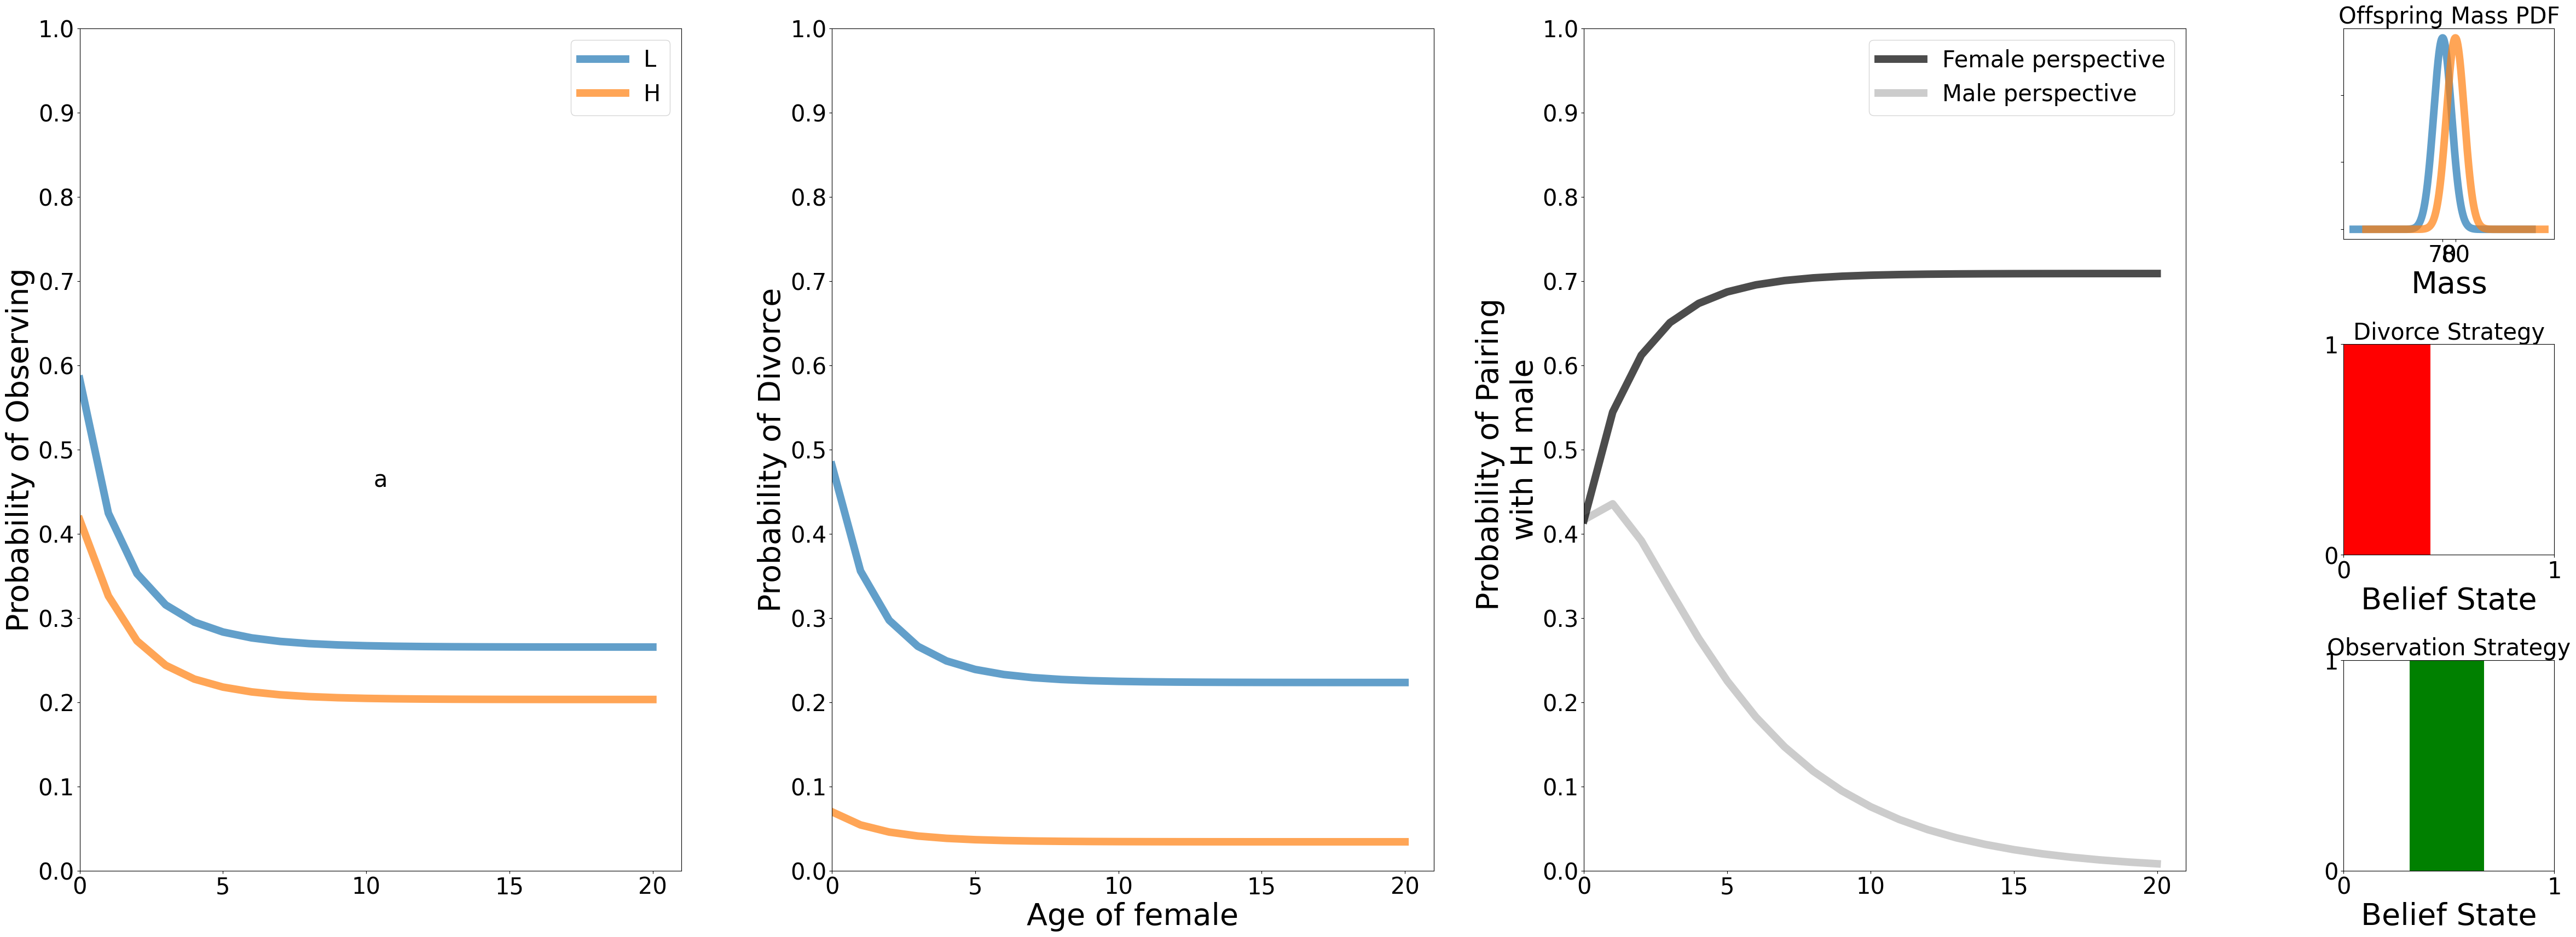 Probability of Observing
1.0
0.9
0.8
0.7
0.6
0.5
0.4
0.3
0.2
0.1
0.0
0 5 10 15 20
L
H
a
Probability of Divorce
1.0
0.9
0.8
0.7
0.6
0.5
0.4
0.3
0.2
0.1
0.0
0 5 10 15 20
Age of female
Probability of Pairing
with H male
1.0
0.9
0.8
0.7
0.6
0.5
0.4
0.3
0.2
0.1
0.0
0 5 10 15 20
Female perspective
Male perspective
Offspring Mass PDF
Mass
Divorce Strategy
1
0
0 1
Belief State
Observation Strategy
1
0
0 1
Belief State